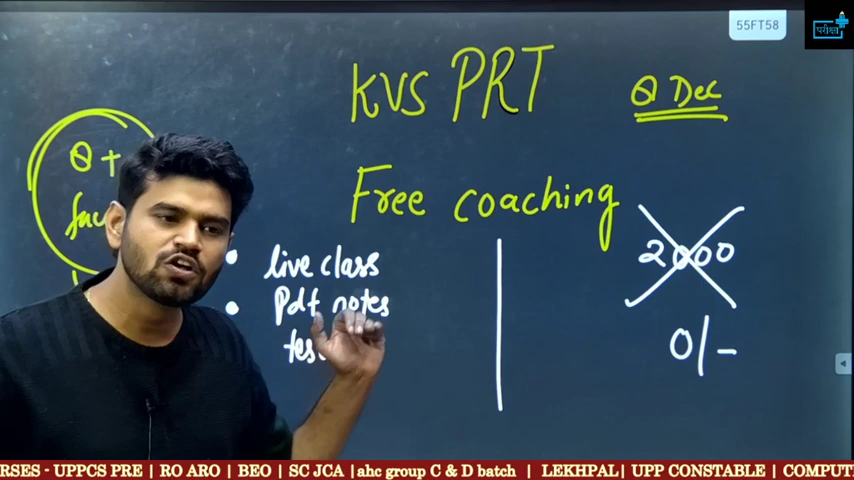 55FT58
परीक्षा
KVS PRT
8 Dec
θ +
Free coaching
live class
2000
Pdf notes
0/-
RSES - UPPCS PRE | RO ARO | BEO | SC JCA |ahc group C & D batch | LEKHPAL| UPP CONSTABLE | COMPUT